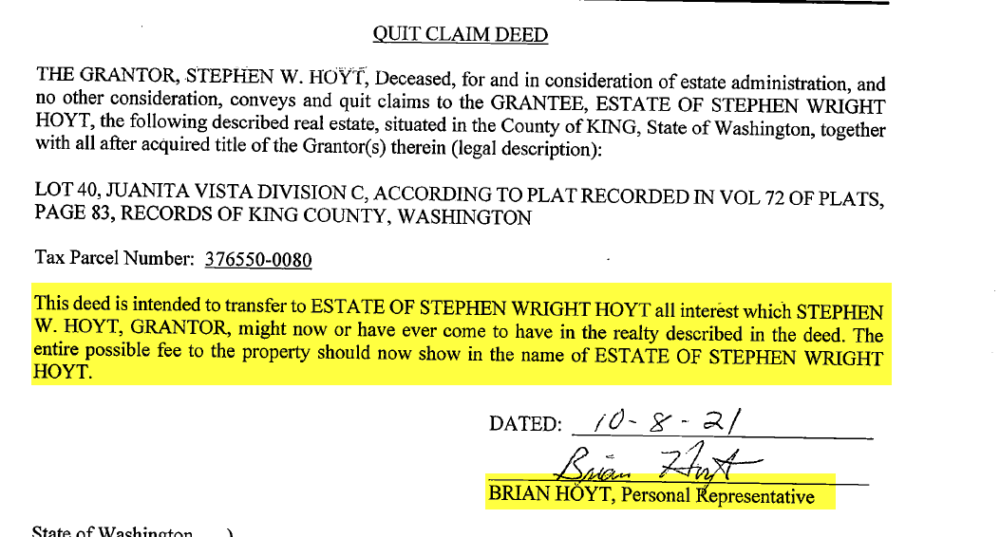 QUIT CLAIM DEED
THE GRANTOR, STEPHEN W. HOYT, Deceased, for and in consideration of estate administration, and
no other consideration, conveys and quit claims to the GRANTEE, ESTATE OF STEPHEN WRIGHT
HOYT, the following described real estate, situated in the County of KING, State of Washington, together
with all after acquired title of the Grantor(s) therein (legal description):
LOT 40, JUANITA VISTA DIVISION C, ACCORDING TO PLAT RECORDED IN VOL 72 OF PLATS,
PAGE 83, RECORDS OF KING COUNTY, WASHINGTON
Tax Parcel Number: 376550-0080
This deed is intended to transfer to ESTATE OF STEPHEN WRIGHT HOYT all interest which STEPHEN
W. HOYT, GRANTOR, might now or have ever come to have in the realty described in the deed. The
entire possible fee to the property should now show in the name of ESTATE OF STEPHEN WRIGHT
HOYT.
DATED: 10-8-21
Brian Hoyt
BRIAN HOYT, Personal Representative
State of Washington )